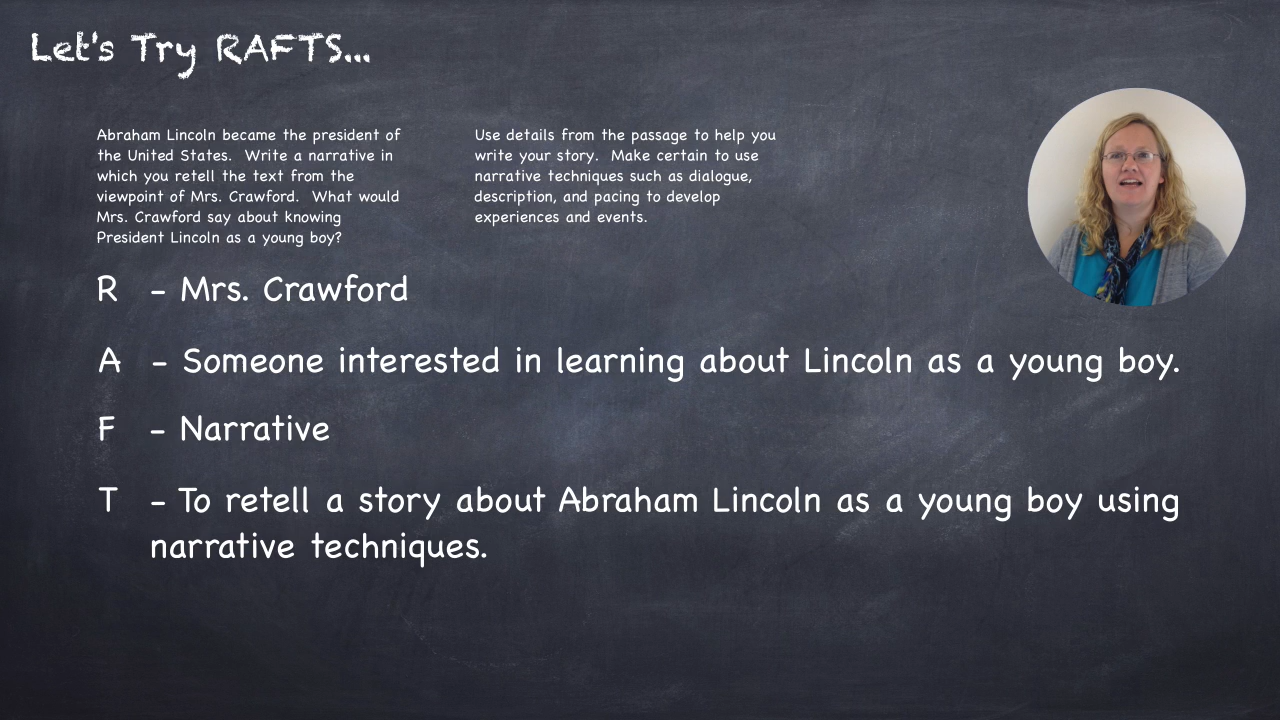 Let's Try RAFTS...
Abraham Lincoln became the president of
the United States.  Write a narrative in
which you retell the text from the
viewpoint of Mrs. Crawford.  What would
Mrs. Crawford say about knowing
President Lincoln as a young boy?
Use details from the passage to help you
write your story.  Make certain to use
narrative techniques such as dialogue,
description, and pacing to develop
experiences and events.
R - Mrs. Crawford
A - Someone interested in learning about Lincoln as a young boy.
F - Narrative
T - To retell a story about Abraham Lincoln as a young boy using
narrative techniques.